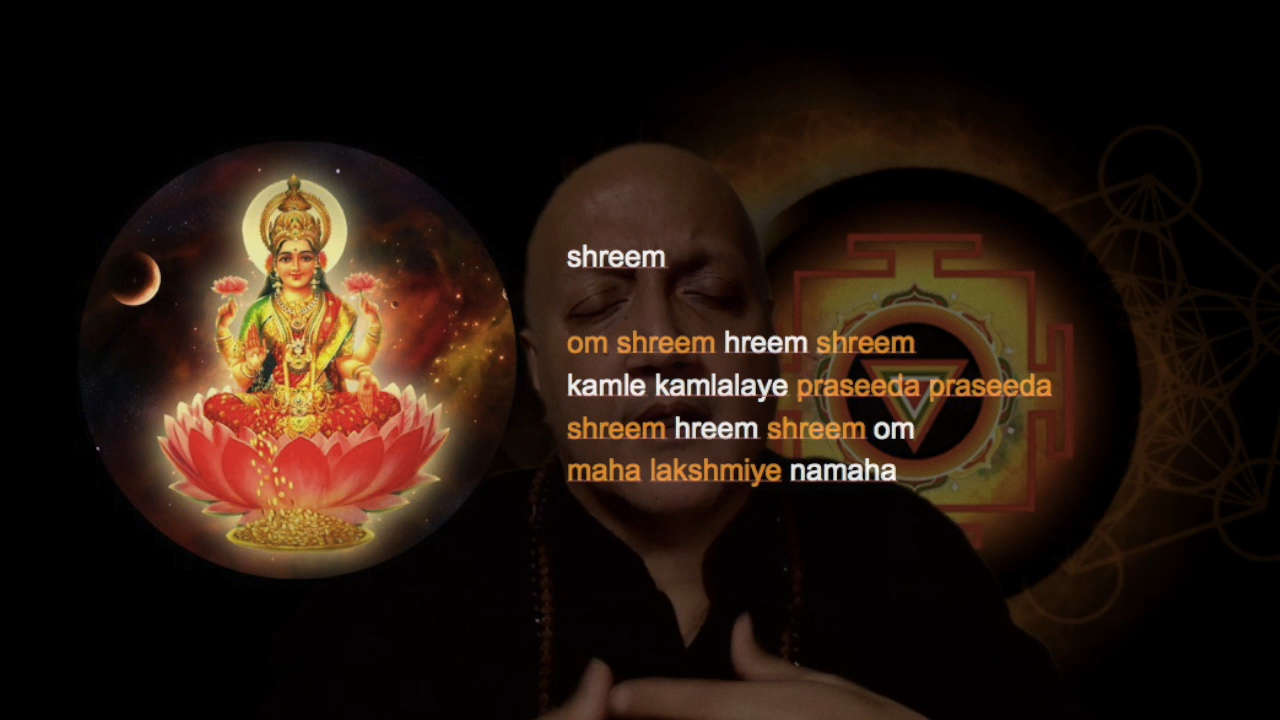 shreem
om shreem hreem shreem
kamle kamlalaye praseeda praseeda
shreem hreem shreem om
maha lakshmiye namaha